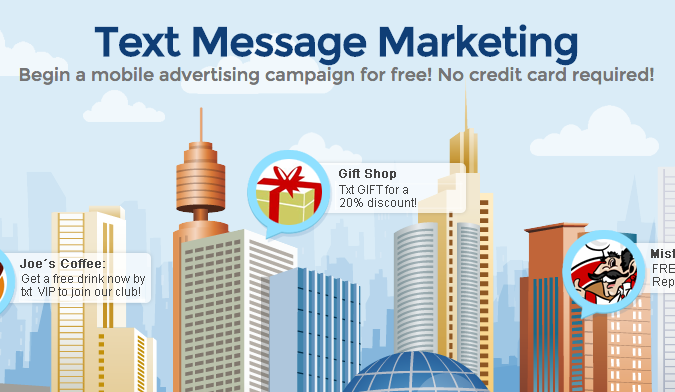 Text Message Marketing
Begin a mobile advertising campaign for free! No credit card required!
Gift Shop
Txt GIFT for a
20% discount!
Joe´s Coffee:
Get a free drink now by
txt VIP to join our club!
FREE